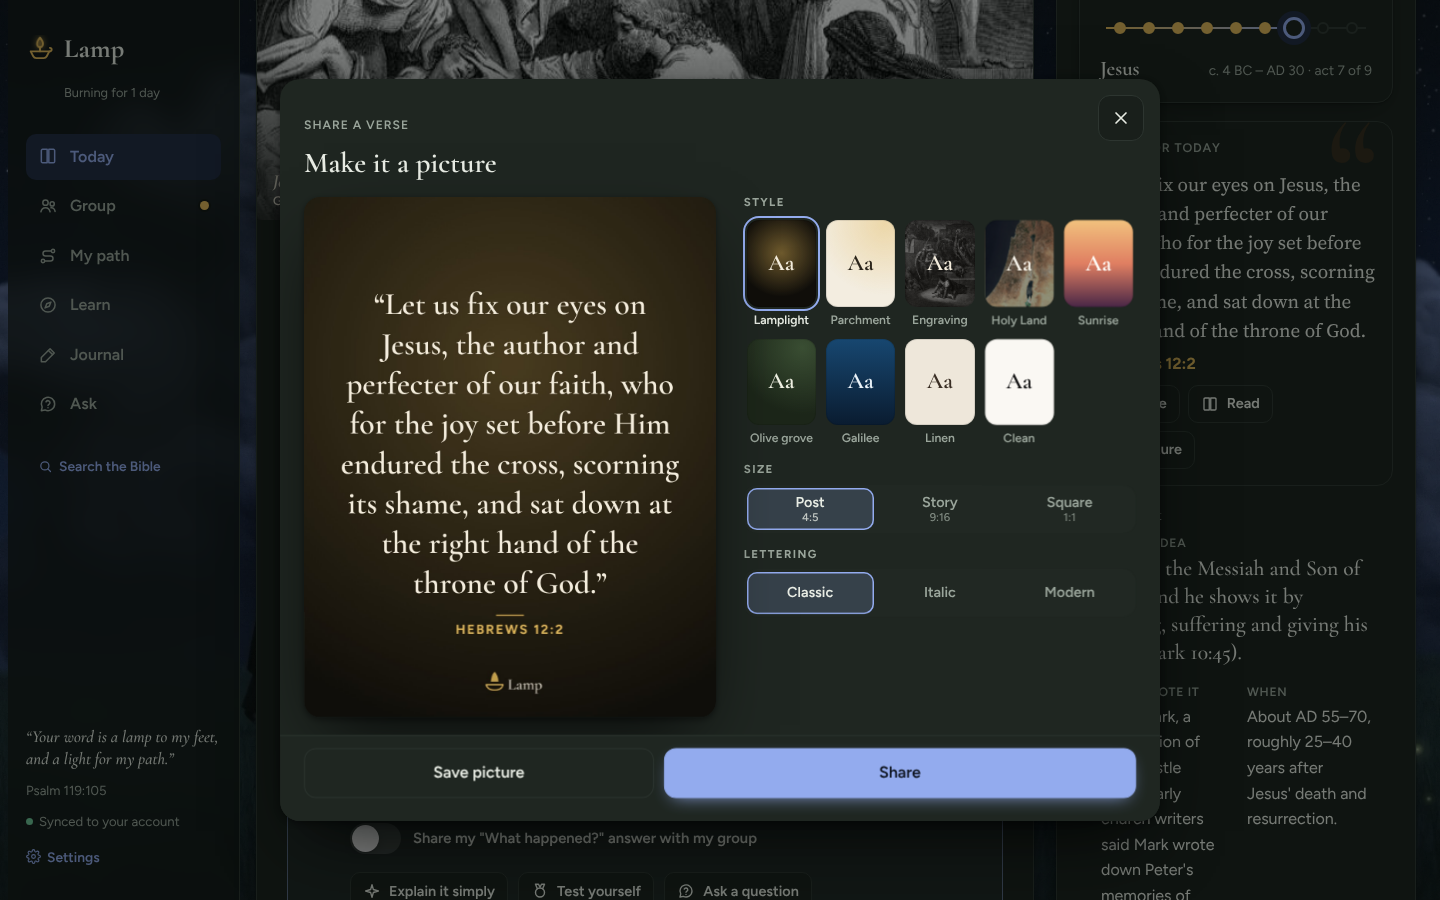 Lamp
Burning for 1 day
Today
Group
My path
Learn
Journal
Ask
Search the Bible
“Your word is a lamp to my feet,
and a light for my path.”
Psalm 119:105
Synced to your account
Settings
SHARE A VERSE
Make it a picture
“Let us fix our eyes on
Jesus, the author and
perfecter of our faith, who
for the joy set before Him
endured the cross, scorning
its shame, and sat down at
the right hand of the
throne of God.”
HEBREWS 12:2
Lamp
STYLE
Aa
Aa
Aa
Aa
Aa
Lamplight
Parchment
Engraving
Holy Land
Sunrise
Aa
Aa
Aa
Aa
Olive grove
Galilee
Linen
Clean
SIZE
Post
4:5
Story
9:16
Square
1:1
LETTERING
Classic
Italic
Modern
Save picture
Share
Share my "What happened?" answer with my group
Explain it simply
Test yourself
Ask a question
Jesus
c. 4 BC – AD 30 · act 7 of 9
R TODAY
ix our eyes on Jesus, the
and perfecter of our
ho for the joy set before
dured the cross, scorning
ne, and sat down at the
nd of the throne of God.
12:2
Read
ure
DEA
the Messiah and Son of
nd he shows it by
, suffering and giving his
ark 10:45).
OTE IT
rk, a
ion of
stle
arly
church writers
said Mark wrote
down Peter's
memories of
WHEN
About AD 55–70,
roughly 25–40
years after
Jesus' death and
resurrection.